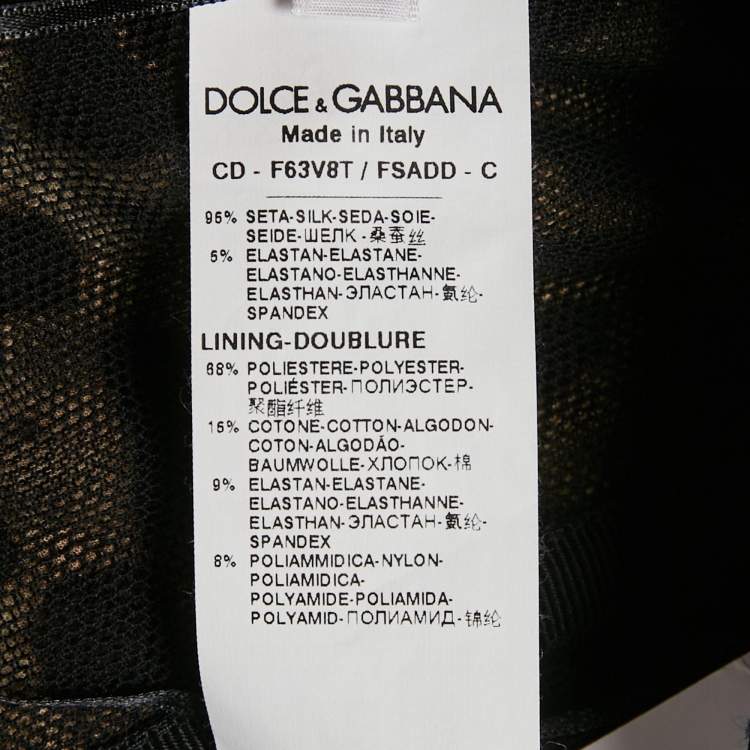 DOLCE & GABBANA
Made in Italy
CD - F63V8T / FSADD - C
95% SETA-SILK-SEDA-SOIE-
SEIDE-ШЕЛК-桑蚕丝
5% ELASTAN-ELASTANE-
ELASTANO-ELASTHANNE-
ELASTHAN-ЭЛАСТАН-氨纶-
SPANDEX
LINING-DOUBLURE
68% POLIESTERE-POLYESTER-
POLIÉSTER-ПОЛИЭСТЕР-
聚酯纤维
15% COTONE-COTTON-ALGODON-
COTON-ALGODÃO-
BAUMWOLLE-ХЛОПОК-棉
9% ELASTAN-ELASTANE-
ELASTANO-ELASTHANNE-
ELASTHAN-ЭЛАСТАН-氨纶-
SPANDEX
8% POLIAMMIDICA-NYLON-
POLIAMIDICA-
POLYAMIDE-POLIAMIDA-
POLYAMID-ПОЛИАМИД-锦纶